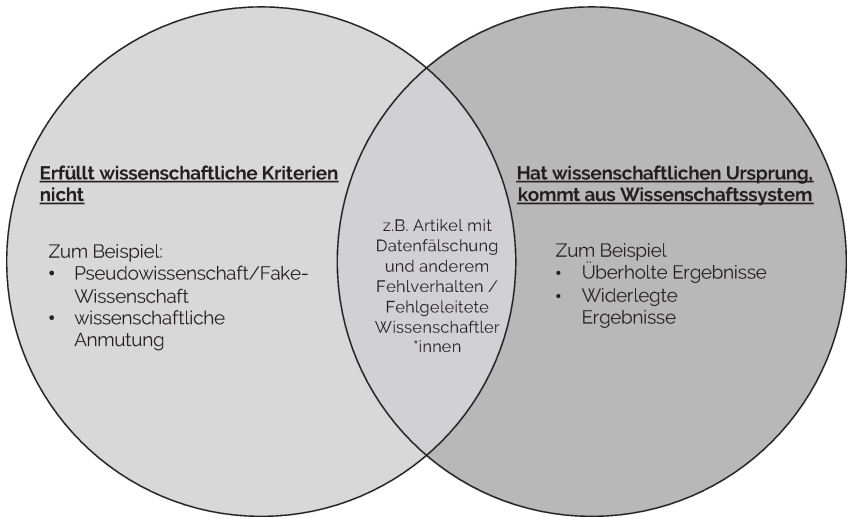 Erfüllt wissenschaftliche Kriterien
nicht
Zum Beispiel:
• Pseudowissenschaft/Fake-
Wissenschaft
• wissenschaftliche
Anmutung
z.B. Artikel mit
Datenfälschung
und anderem
Fehlverhalten /
Fehlgeleitete
Wissenschaftler
*innen
Hat wissenschaftlichen Ursprung,
kommt aus Wissenschaftssystem
Zum Beispiel
• Überholte Ergebnisse
• Widerlegte
Ergebnisse